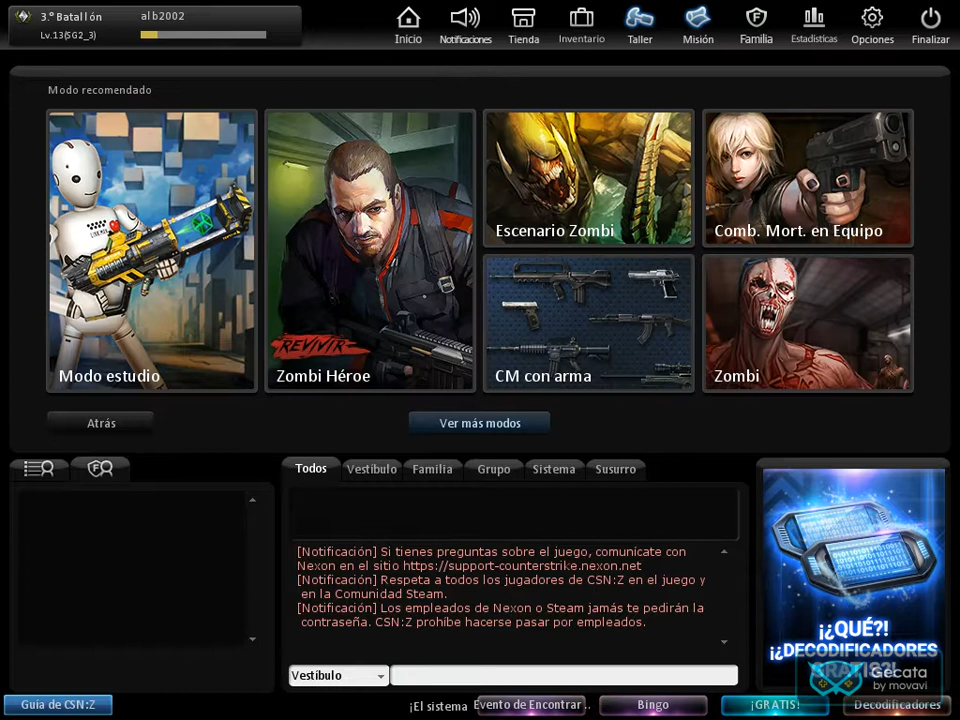 3.º Batallón
alb2002
Lv.13(SG2_3)
Inicio
Notificaciones
Tienda
Inventario
Taller
Misión
Familia
Estadísticas
Opciones
Finalizar
Modo recomendado
Modo estudio
REVIVIR
Zombi Héroe
Escenario Zombi
Comb. Mort. en Equipo
CM con arma
Zombi
Atrás
Ver más modos
Todos
Vestíbulo
Familia
Grupo
Sistema
Susurro
[Notificación] Si tienes preguntas sobre el juego, comunícate con
Nexon en el sitio https://support-counterstrike.nexon.net
[Notificación] Respeta a todos los jugadores de CSN:Z en el juego y
en la Comunidad Steam.
[Notificación] Los empleados de Nexon o Steam jamás te pedirán la
contraseña. CSN:Z prohíbe hacerse pasar por empleados.
Vestíbulo
¡¿QUÉ?!
¡¿DECODIFICADORES
GRATIS?!
Gecata
by movavi
Guía de CSN:Z
¡El sistema
Evento de Encontrar...
Bingo
¡GRATIS!
Decodificadores